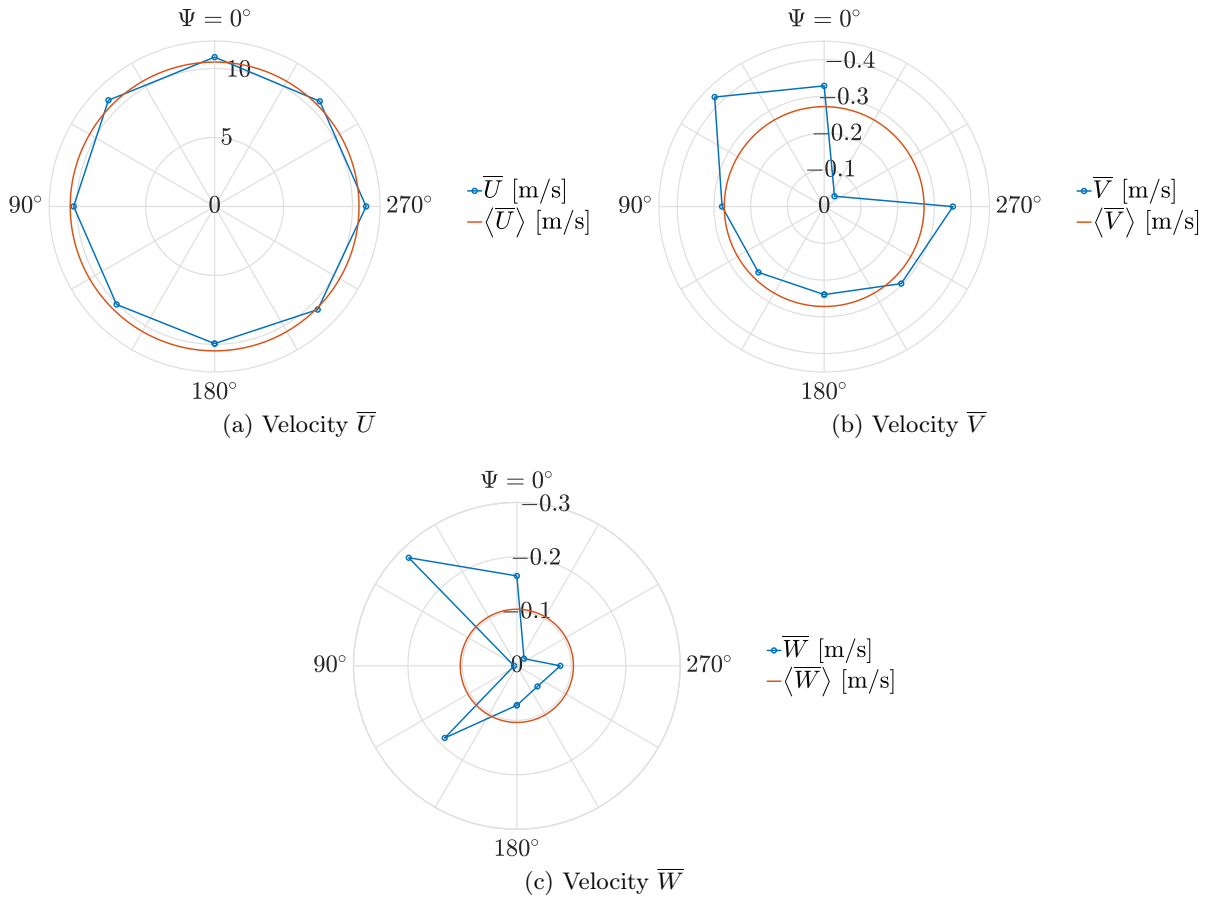 Ψ = 0°
10
5
0
90°
270°
180°
U̅ [m/s]
⟨U̅⟩ [m/s]
(a) Velocity U̅
Ψ = 0°
−0.4
−0.3
−0.2
−0.1
0
90°
270°
180°
V̅ [m/s]
⟨V̅⟩ [m/s]
(b) Velocity V̅
Ψ = 0°
−0.3
−0.2
−0.1
0
90°
270°
180°
W̅ [m/s]
⟨W̅⟩ [m/s]
(c) Velocity W̅